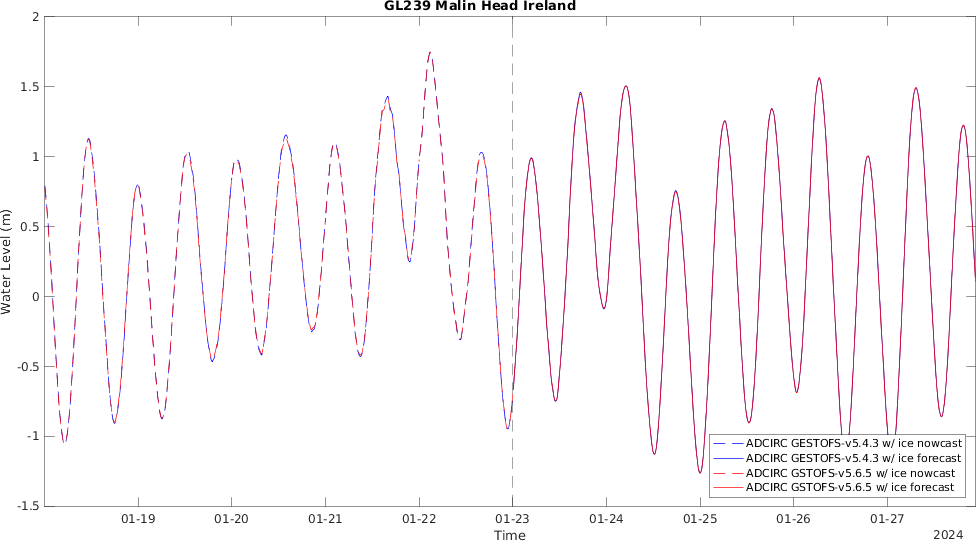 GL239 Malin Head Ireland
2
1.5
1
0.5
0
-0.5
-1
-1.5
Water Level (m)
ADCIRC GESTOFS-v5.4.3 w/ ice nowcast
ADCIRC GESTOFS-v5.4.3 w/ ice forecast
ADCIRC GSTOFS-v5.6.5 w/ ice nowcast
ADCIRC GSTOFS-v5.6.5 w/ ice forecast
01-19 01-20 01-21 01-22 01-23 01-24 01-25 01-26 01-27
Time
2024